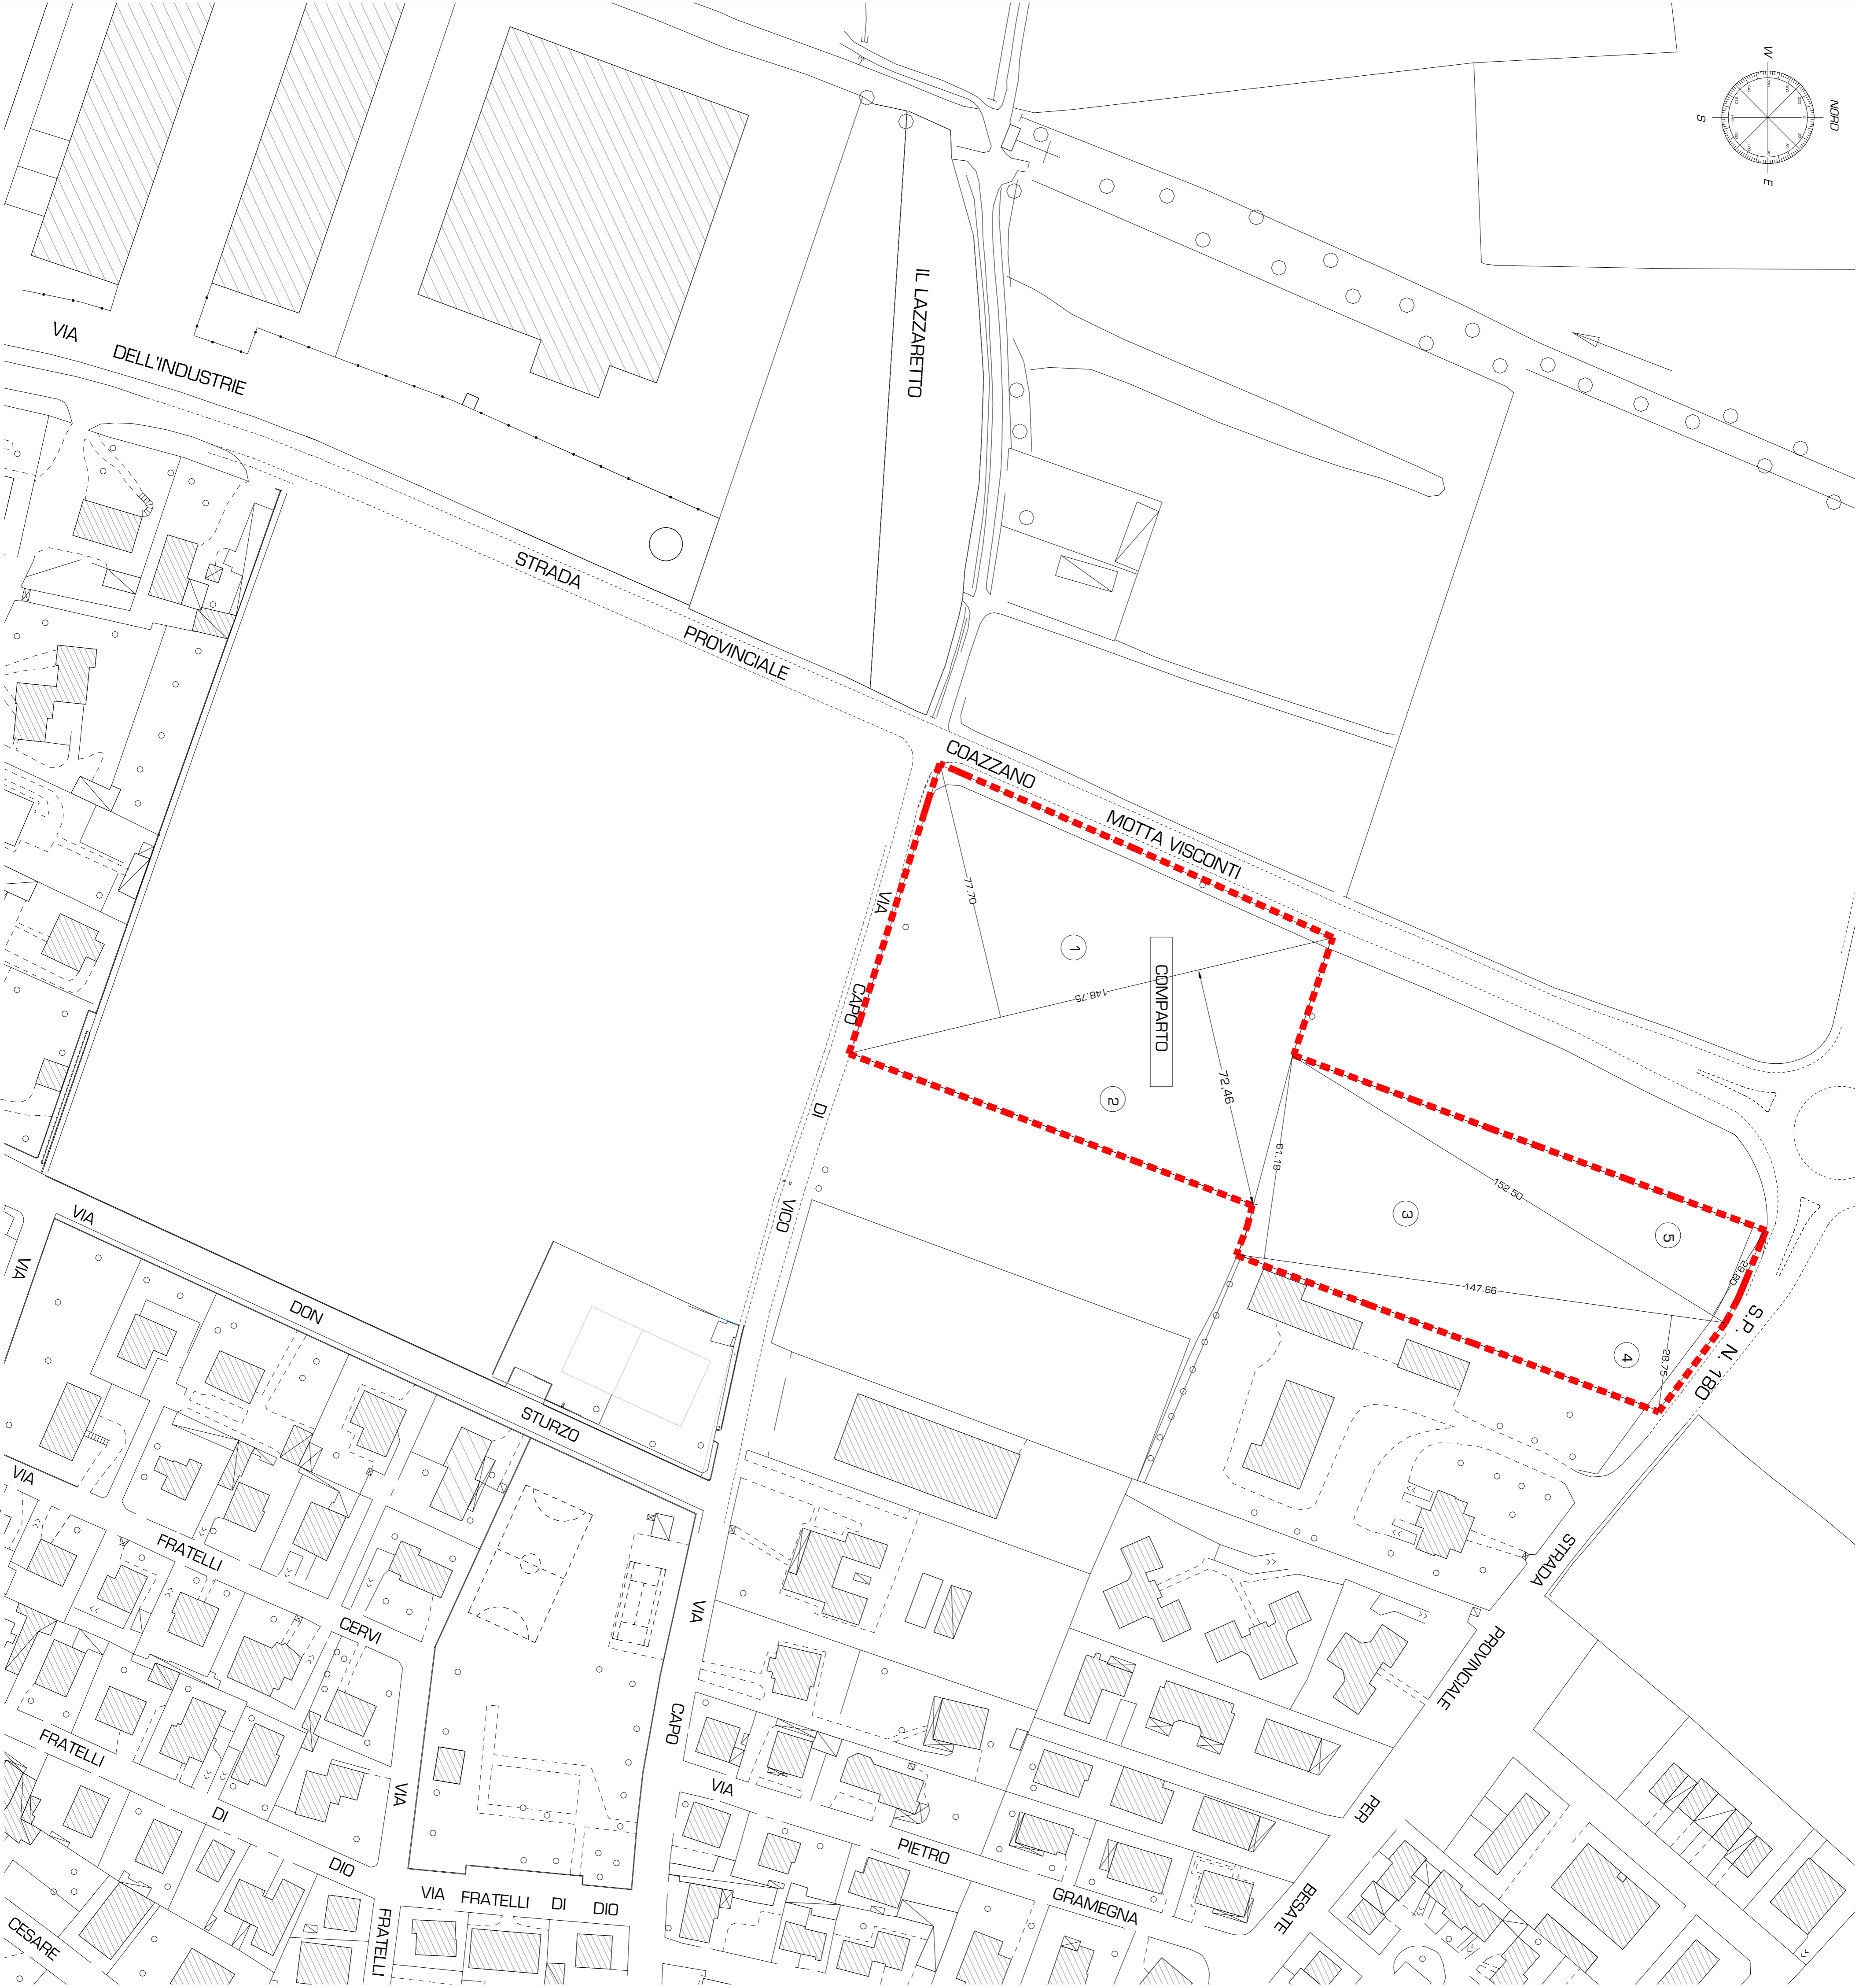 NORD
W
S
E
IL LAZZARETTO
VIA DELL'INDUSTRIE
STRADA PROVINCIALE COAZZANO MOTTA VISCONTI
77.70
1
148.75
COMPARTO
72.46
2
61.18
3
152.50
5
29.80
147.66
28.75
4
S.P. N. 180
VIA CAPO DI VICO
VIA DON STURZO
VIA
VIA FRATELLI CERVI
STRADA PROVINCIALE PER BESATE
VIA CAPO
VIA PIETRO GRAMEGNA
FRATELLI DI DIO
VIA
VIA FRATELLI DI DIO
FRATELLI
CESARE